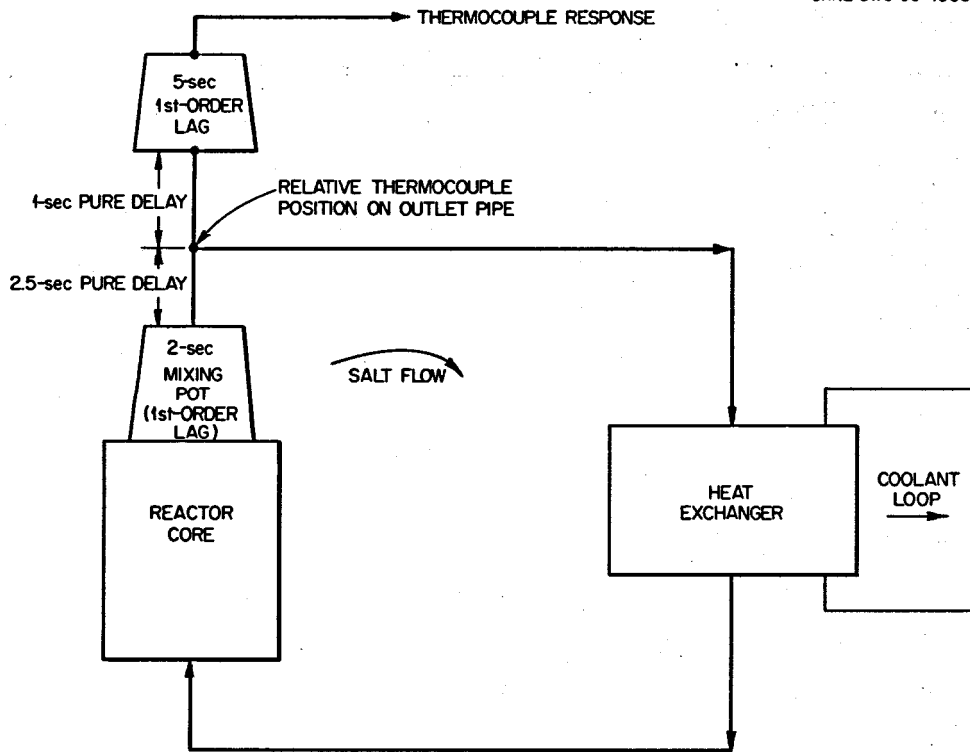 THERMOCOUPLE RESPONSE
5-sec
1st-ORDER
LAG
1-sec PURE DELAY
RELATIVE THERMOCOUPLE
POSITION ON OUTLET PIPE
2.5-sec PURE DELAY
2-sec
MIXING
POT
(1st-ORDER
LAG)
SALT FLOW
REACTOR
CORE
HEAT
EXCHANGER
COOLANT
LOOP